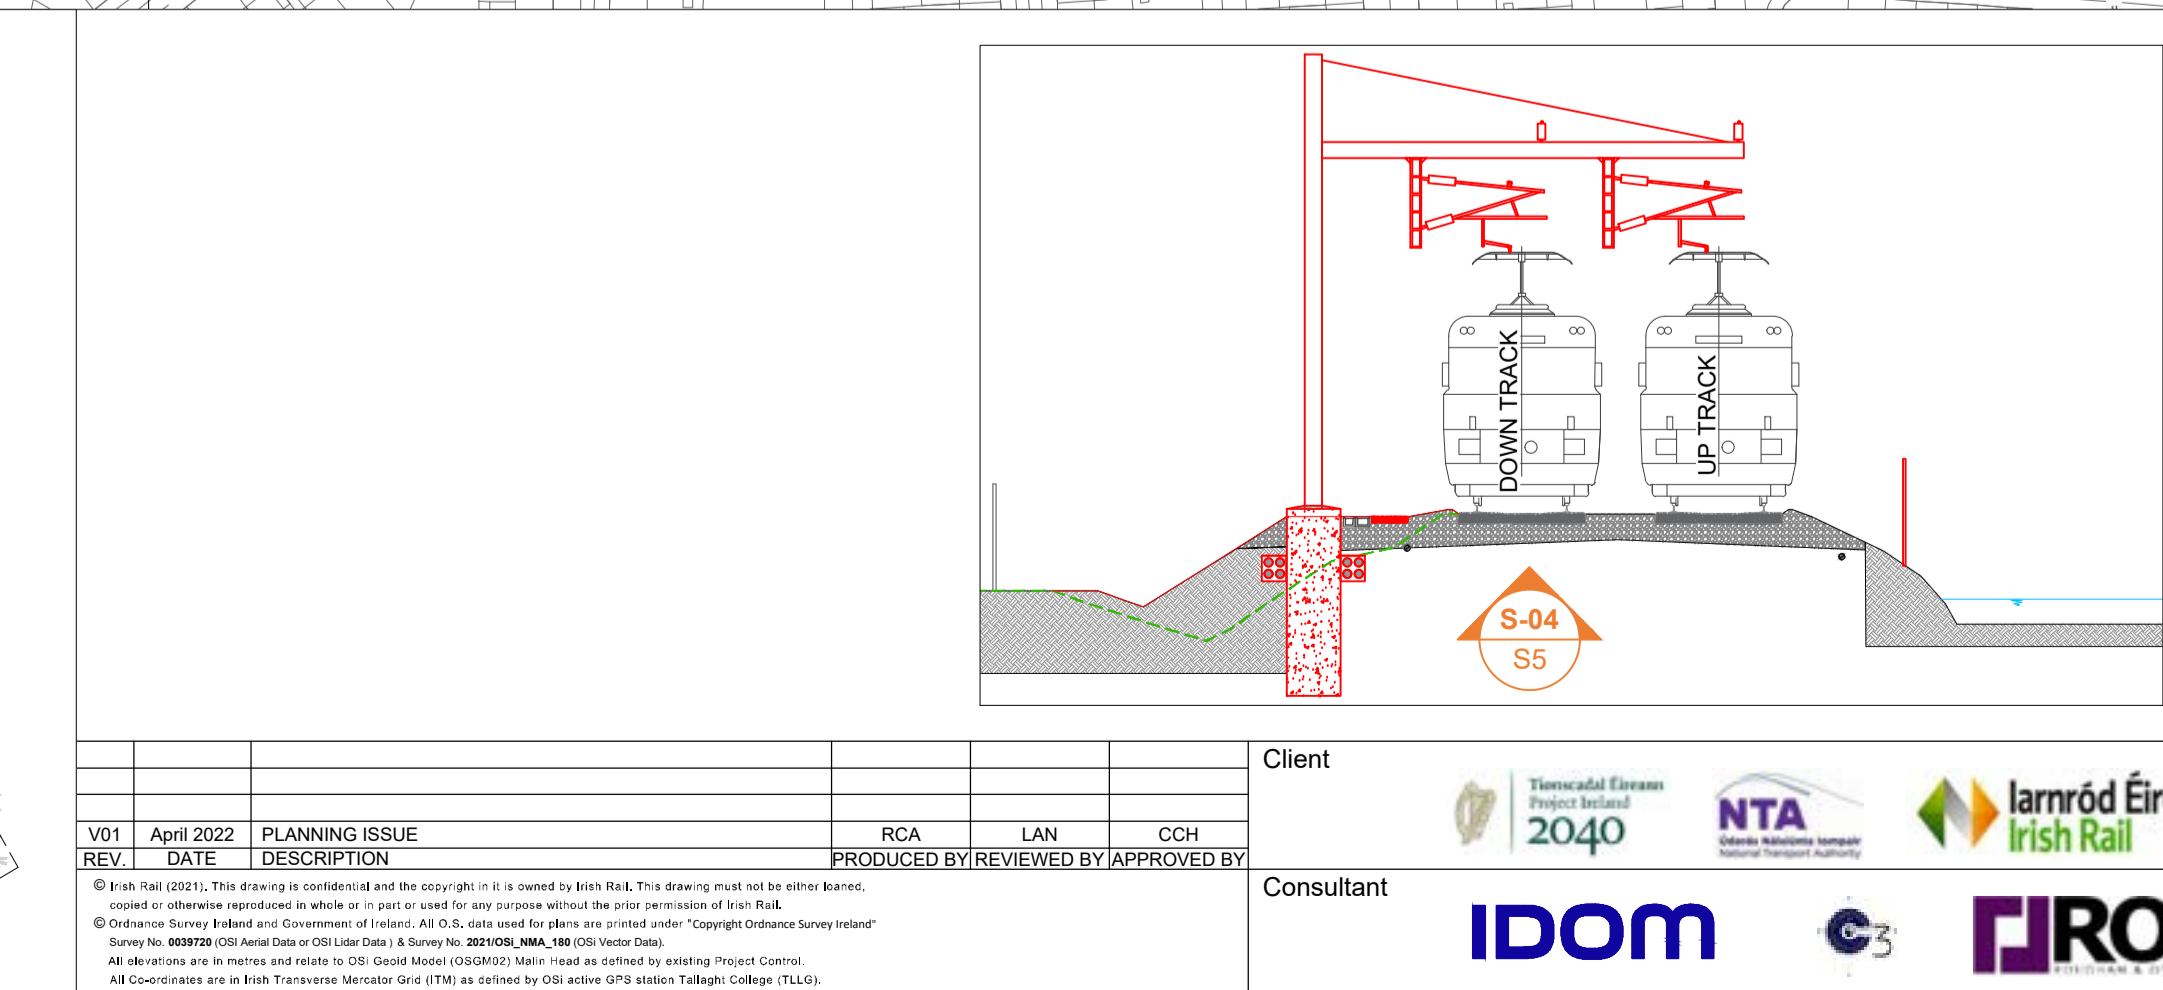 DOWN TRACK
UP TRACK
S-04
S5
V01 April 2022 PLANNING ISSUE RCA LAN CCH
REV. DATE DESCRIPTION PRODUCED BY REVIEWED BY APPROVED BY
© Irish Rail (2021). This drawing is confidential and the copyright in it is owned by Irish Rail. This drawing must not be either loaned,
copied or otherwise reproduced in whole or in part or used for any purpose without the prior permission of Irish Rail.
© Ordnance Survey Ireland and Government of Ireland. All O.S. data used for plans are printed under "Copyright Ordnance Survey Ireland"
Survey No. 0039720 (OSI Aerial Data or OSI Lidar Data ) & Survey No. 2021/OSi_NMA_180 (OSi Vector Data).
All elevations are in metres and relate to OSi Geoid Model (OSGM02) Malin Head as defined by existing Project Control.
All Co-ordinates are in Irish Transverse Mercator Grid (ITM) as defined by OSi active GPS station Tallaght College (TLLG).
Client
Tionscadal Éireann
Project Ireland
2040
NTA
Údarás Náisiúnta Iompair
National Transport Authority
Iarnród Éir
Irish Rail
Consultant
IDOM
C3
RO